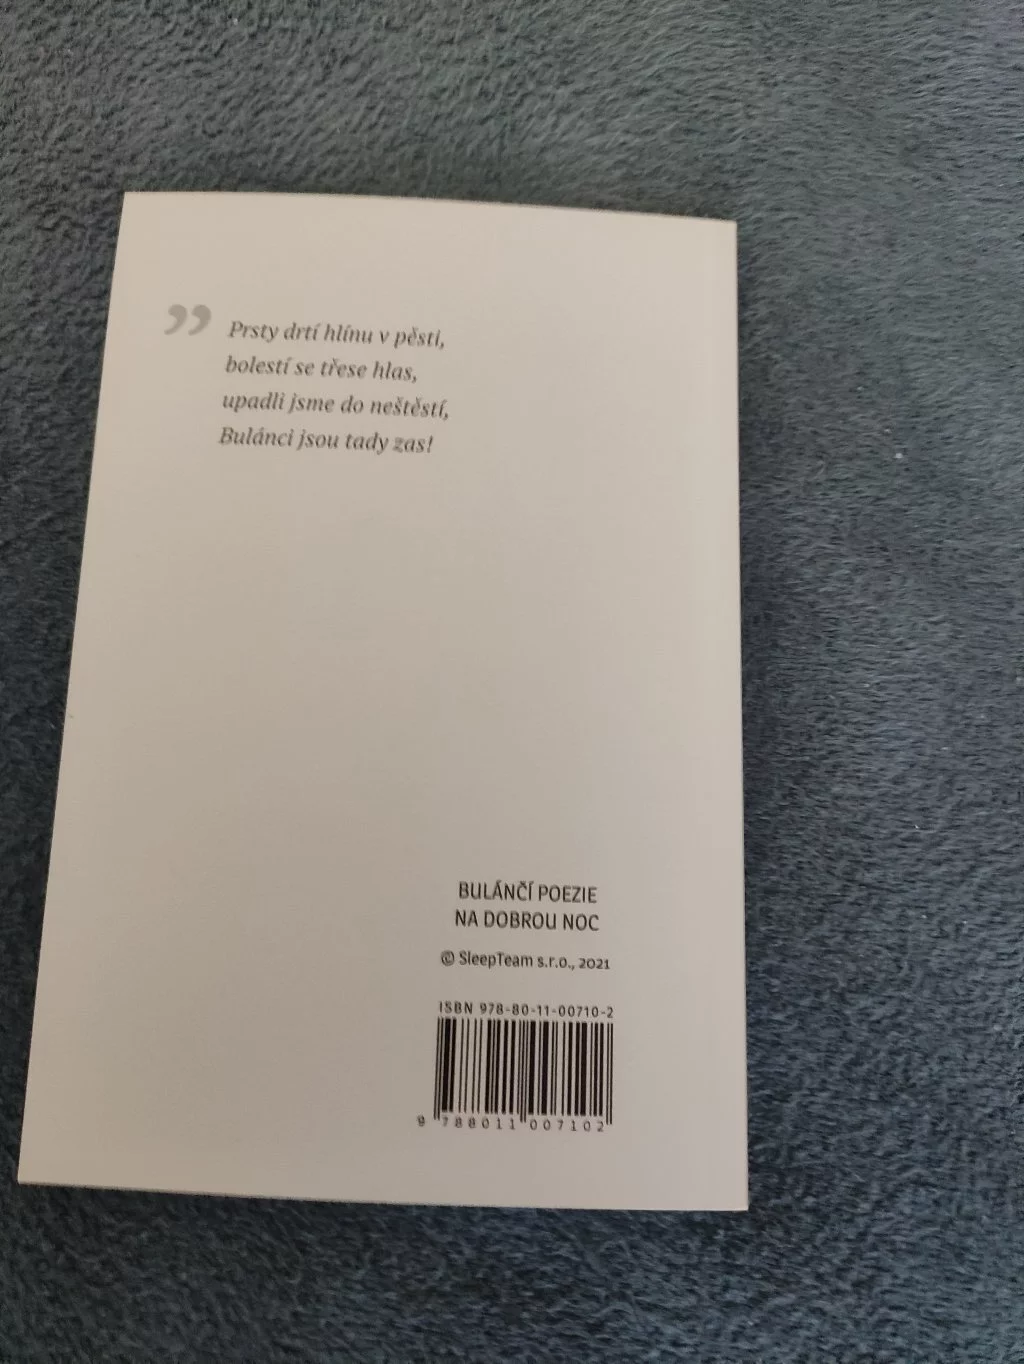 ”
Prsty drtí hlínu v pěsti,
bolestí se třese hlas,
upadli jsme do neštěstí,
Bulánci jsou tady zas!
BULÁNČÍ POEZIE
NA DOBROU NOC
© SleepTeam s.r.o., 2021
ISBN 978-80-11-00710-2
9 788011 007102